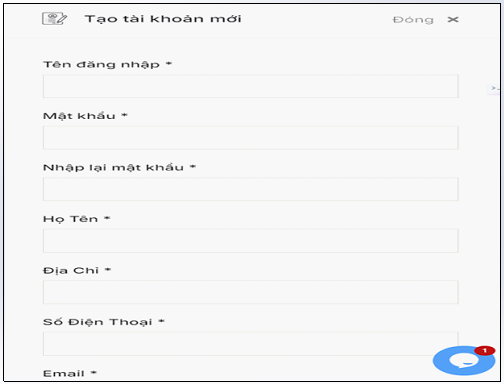 Tạo tài khoản mới
Đóng ×
Tên đăng nhập *
Mật khẩu *
Nhập lại mật khẩu *
Họ Tên *
Địa Chỉ *
Số Điện Thoại *
1
Email *